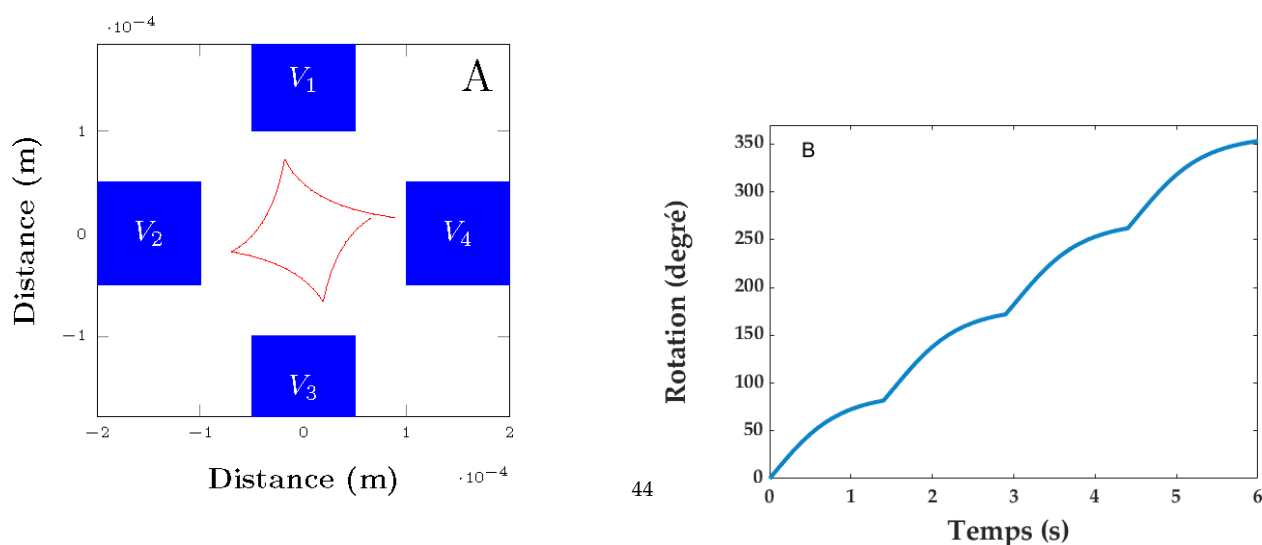 ·10⁻⁴
A
V₁
V₂
V₄
V₃
1
0
−1
Distance (m)
−2
−1
0
1
2
Distance (m)
·10⁻⁴
44
B
350
300
250
200
150
100
50
0
Rotation (degré)
0
1
2
3
4
5
6
Temps (s)